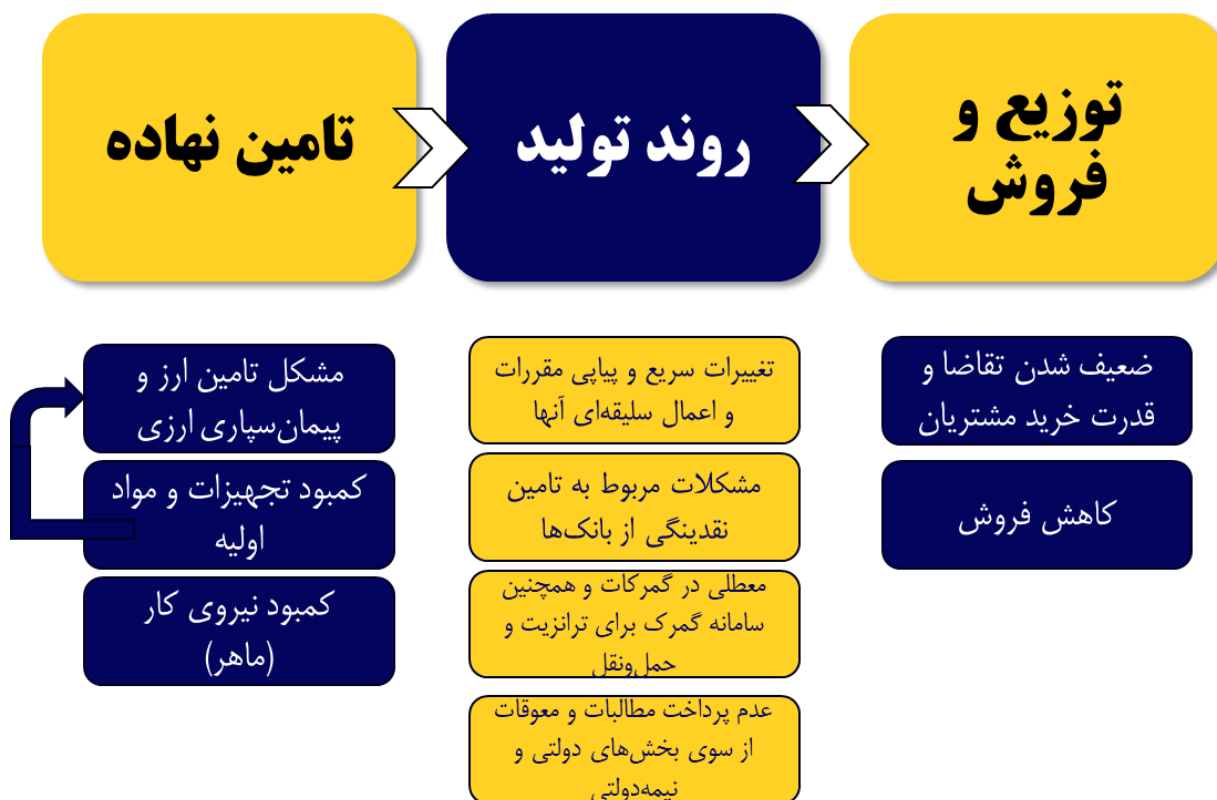 تامین نهاده
روند تولید
توزیع و
فروش
مشکل تامین ارز و
پیمان‌سپاری ارزی
کمبود تجهیزات و مواد
اولیه
کمبود نیروی کار
(ماهر)
تغییرات سریع و پیاپی مقررات
و اعمال سلیقه‌ای آنها
مشکلات مربوط به تامین
نقدینگی از بانک‌ها
معطلی در گمرکات و همچنین
سامانه گمرک برای ترانزیت و
حمل‌ونقل
عدم پرداخت مطالبات و معوقات
از سوی بخش‌های دولتی و
نیمه‌دولتی
ضعیف شدن تقاضا و
قدرت خرید مشتریان
کاهش فروش